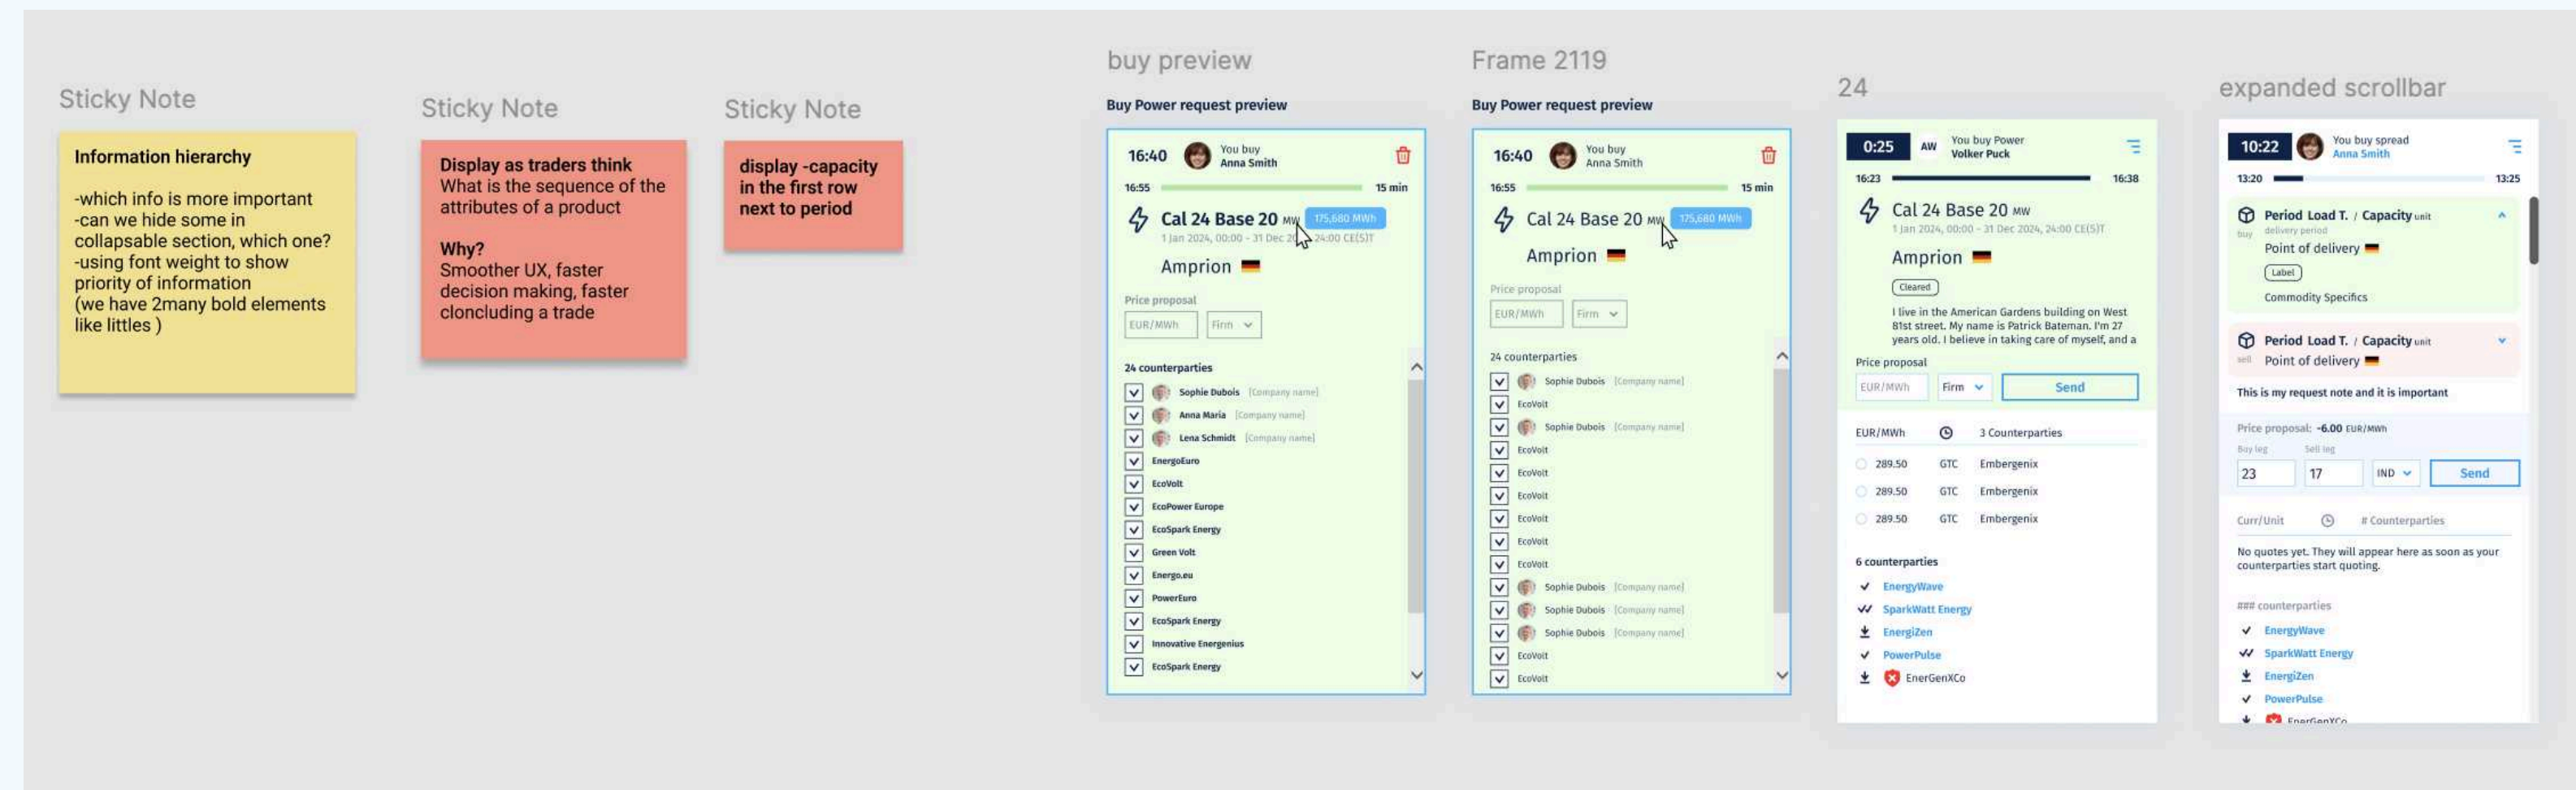 Sticky Note
Information hierarchy
-which info is more important
-can we hide some in
collapsable section, which one?
-using font weight to show
priority of information
(we have 2many bold elements
like littles )
Sticky Note
Display as traders think
What is the sequence of the
attributes of a product
Why?
Smoother UX, faster
decision making, faster
cloncluding a trade
Sticky Note
display -capacity
in the first row
next to period
buy preview
Buy Power request preview
16:40
You buy
Anna Smith
16:55 15 min
Cal 24 Base 20 MW 175,680 MWh
1 Jan 2024, 00:00 - 31 Dec 20 24:00 CE(S)T
Amprion
Price proposal
EUR/MWh Firm
24 counterparties
Sophie Dubois [Company name]
Anna Maria [Company name]
Lena Schmidt [Company name]
EnergoEuro
EcoVolt
EcoPower Europe
EcoSpark Energy
Green Volt
Energo.eu
PowerEuro
EcoSpark Energy
Innovative Energenius
EcoSpark Energy
Frame 2119
Buy Power request preview
16:40
You buy
Anna Smith
16:55 15 min
Cal 24 Base 20 MW 175,680 MWh
Amprion
Price proposal
EUR/MWh Firm
24 counterparties
Sophie Dubois [Company name]
EcoVolt
Sophie Dubois [Company name]
EcoVolt
EcoVolt
EcoVolt
EcoVolt
EcoVolt
EcoVolt
Sophie Dubois [Company name]
Sophie Dubois [Company name]
Sophie Dubois [Company name]
EcoVolt
EcoVolt
24
0:25 AW
You buy Power
Volker Puck
16:23 16:38
Cal 24 Base 20 MW
1 Jan 2024, 00:00 - 31 Dec 2024, 24:00 CE(S)T
Amprion
Cleared
I live in the American Gardens building on West
81st street. My name is Patrick Bateman. I'm 27
years old. I believe in taking care of myself, and a
Price proposal
EUR/MWh Firm Send
EUR/MWh 3 Counterparties
289.50 GTC Embergenix
289.50 GTC Embergenix
289.50 GTC Embergenix
6 counterparties
EnergyWave
SparkWatt Energy
EnergiZen
PowerPulse
EnerGenXCo
expanded scrollbar
10:22
You buy spread
Anna Smith
13:20 13:25
Period Load T. / Capacity unit
buy delivery period
Point of delivery
Label
Commodity Specifics
Period Load T. / Capacity unit
sell Point of delivery
This is my request note and it is important
Price proposal: -6.00 EUR/MWh
Buy leg Sell leg
23 17 IND Send
Curr/Unit # Counterparties
No quotes yet. They will appear here as soon as your
counterparties start quoting.
### counterparties
EnergyWave
SparkWatt Energy
EnergiZen
PowerPulse
EnerGenXCo